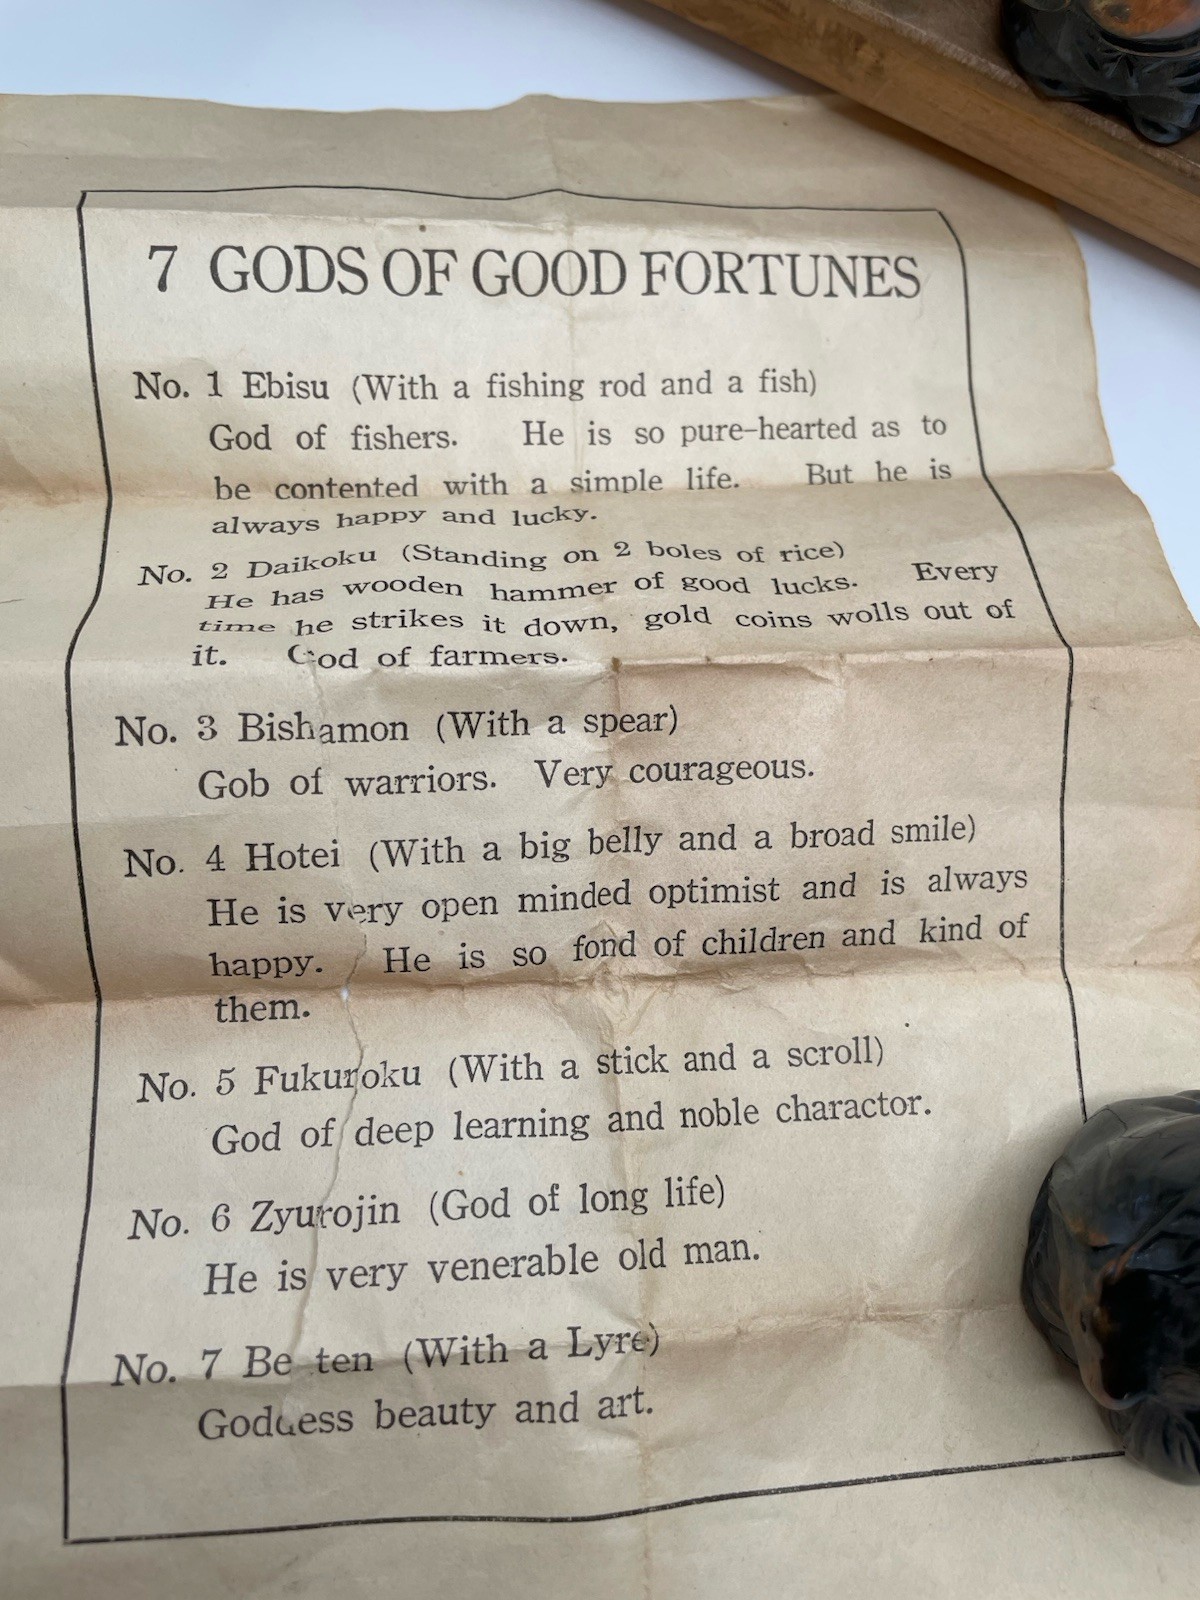 7 GODS OF GOOD FORTUNES
No. 1 Ebisu (With a fishing rod and a fish)
God of fishers. He is so pure-hearted as to
be contented with a simple life. But he is
always happy and lucky.
No. 2 Daikoku (Standing on 2 boles of rice)
He has wooden hammer of good lucks. Every
time he strikes it down, gold coins wolls out of
it. God of farmers.
No. 3 Bishamon (With a spear)
Gob of warriors. Very courageous.
No. 4 Hotei (With a big belly and a broad smile)
He is very open minded optimist and is always
happy. He is so fond of children and kind of
them.
No. 5 Fukuroku (With a stick and a scroll)
God of deep learning and noble charactor.
No. 6 Zyurojin (God of long life)
He is very venerable old man.
No. 7 Be ten (With a Lyre)
Goddess beauty and art.